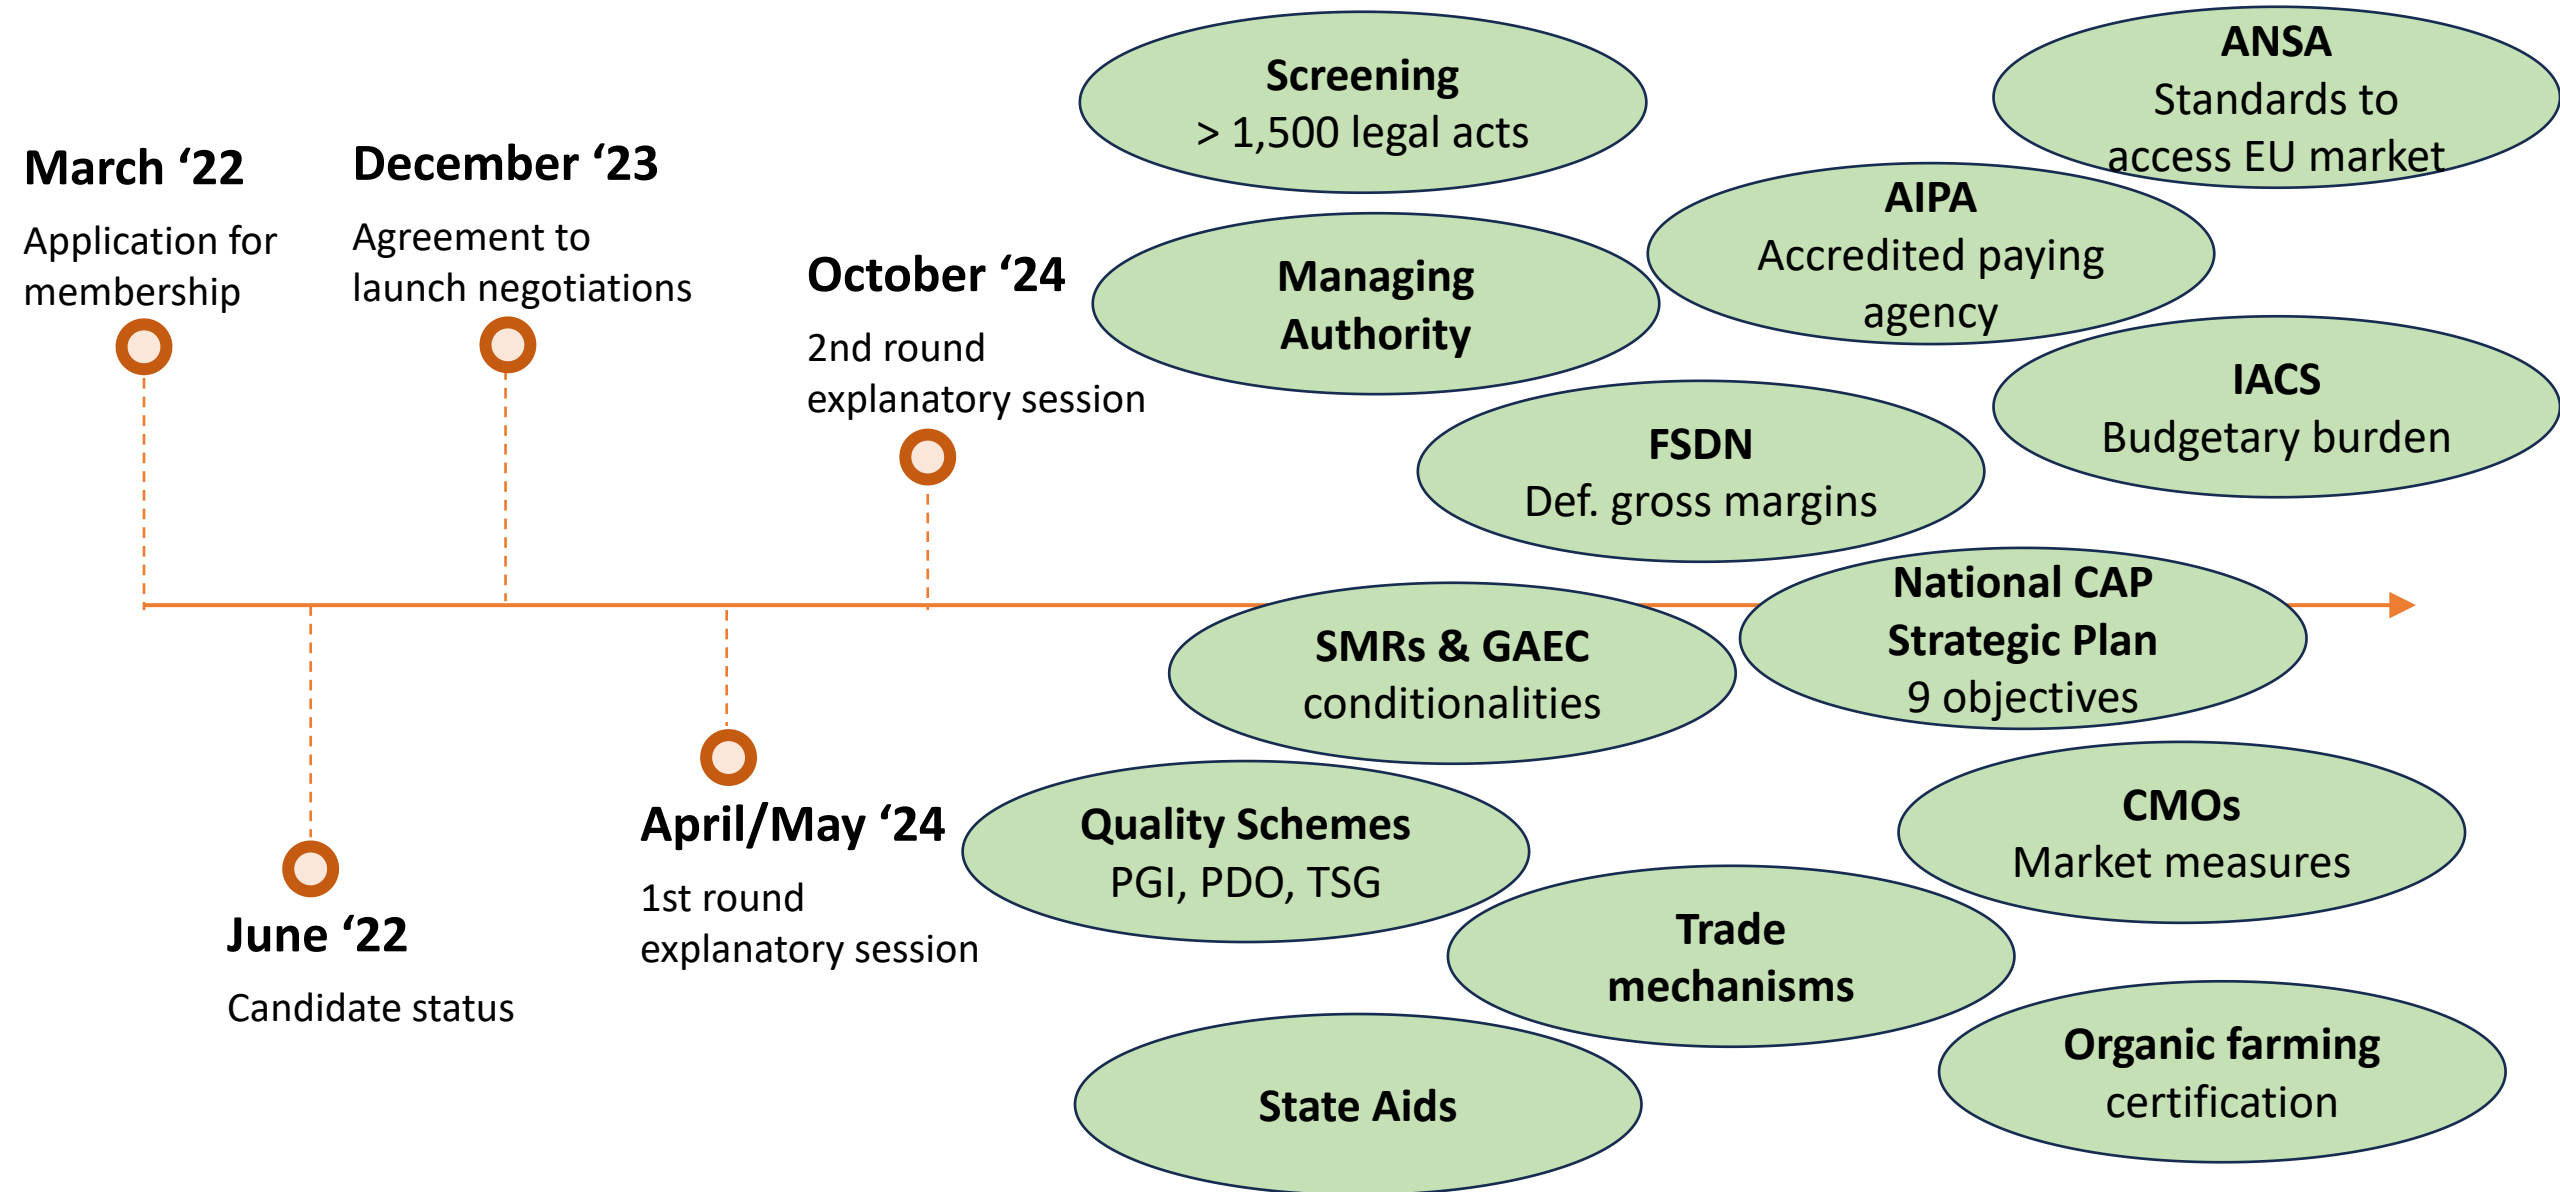 March ‘22
Application for
membership
December ‘23
Agreement to
launch negotiations
October ‘24
2nd round
explanatory session
June ‘22
Candidate status
April/May ‘24
1st round
explanatory session
Screening
> 1,500 legal acts
ANSA
Standards to
access EU market
AIPA
Accredited paying
agency
Managing
Authority
IACS
Budgetary burden
FSDN
Def. gross margins
National CAP
Strategic Plan
9 objectives
SMRs & GAEC
conditionalities
Quality Schemes
PGI, PDO, TSG
CMOs
Market measures
Trade
mechanisms
Organic farming
certification
State Aids